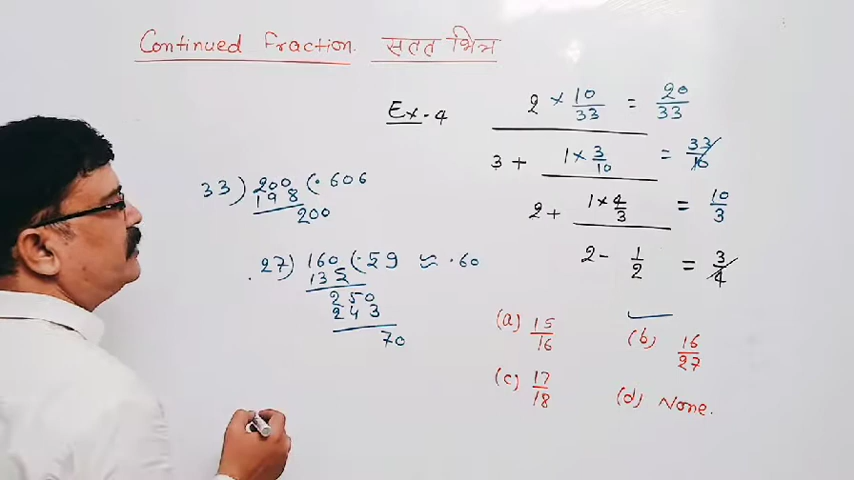 Continued Fraction. सतत भिन्न
Ex-4
2 × 10/33 = 20/33
3 + 1 × 3/10 = 33/10
2 + 1 × 4/3 = 10/3
2 - 1/2 = 3/4
33) 200 (.606
198
200
27) 160 (.59 ≈ .60
135
250
243
70
(a) 15/16
(b) 16/27
(c) 17/18
(d) None.